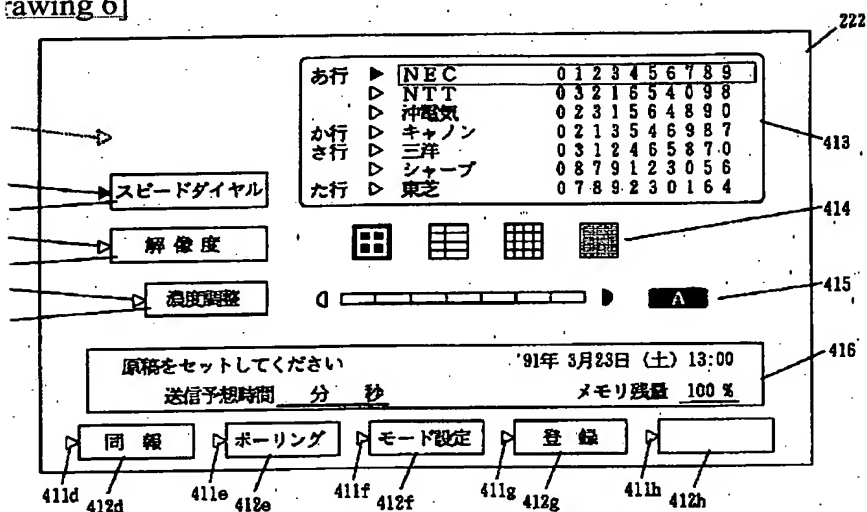 rawing 6]
222
あ行 ▶ NEC 0123456789
▷ NTT 0321654098
▷ 沖電気 0231564890
か行 ▷ キャノン 0213546987
さ行 ▷ 三洋 0312465870
▷ シャープ 0879123056
た行 ▷ 東芝 0789230164
413
スピードダイヤル
414
解像度
415
濃度調整
A
416
原稿をセットしてください '91年 3月23日 (土) 13:00
送信予想時間 分 秒 メモリ残量 100 %
同 報 ポーリング モード設定 登 録
411d 412d 411e 412e 411f 412f 411g 412g 411h 412h